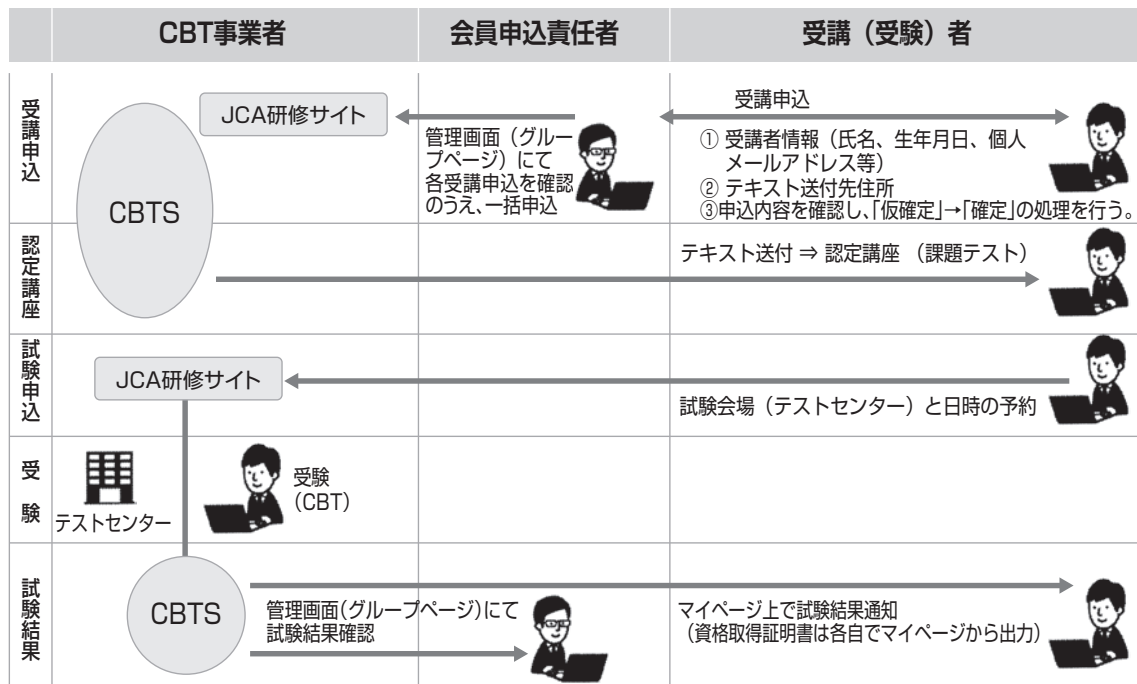 CBT事業者
会員申込責任者
受講（受験）者
受講申込
CBTS
JCA研修サイト
管理画面（グルー
プページ）にて
各受講申込を確認
のうえ、一括申込
受講申込
① 受講者情報（氏名、生年月日、個人
メールアドレス等）
② テキスト送付先住所
③申込内容を確認し、｢仮確定｣→｢確定｣の処理を行う。
認定講座
テキスト送付 ⇒ 認定講座 （課題テスト）
試験申込
JCA研修サイト
試験会場（テストセンター）と日時の予約
受験
テストセンター
受験
（CBT）
試験結果
CBTS
管理画面（グループページ）にて
試験結果確認
マイページ上で試験結果通知
（資格取得証明書は各自でマイページから出力）